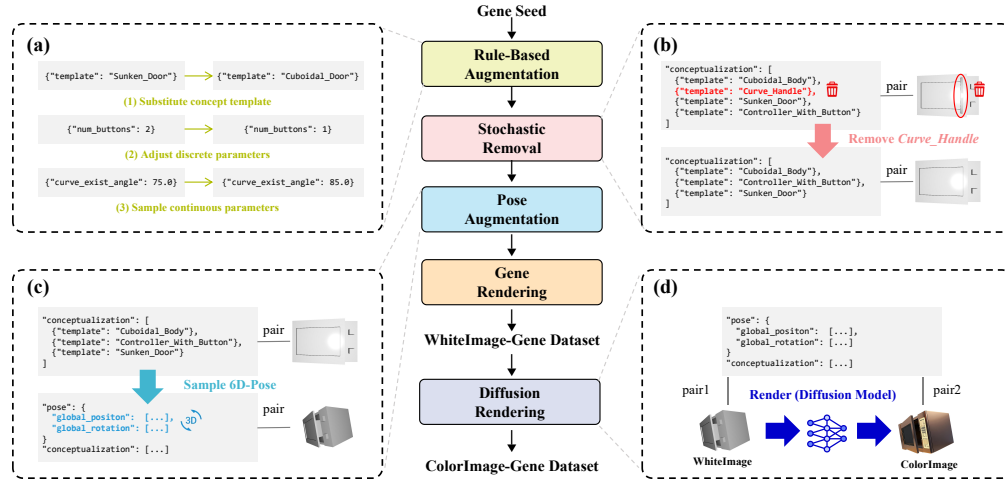 Gene Seed
Rule-Based
Augmentation
Stochastic
Removal
Pose
Augmentation
Gene
Rendering
WhiteImage-Gene Dataset
Diffusion
Rendering
ColorImage-Gene Dataset
(a)
{"template": "Sunken_Door"} {"template": "Cuboidal_Door"}
(1) Substitute concept template
{"num_buttons": 2} {"num_buttons": 1}
(2) Adjust discrete parameters
{"curve_exist_angle": 75.0} {"curve_exist_angle": 85.0}
(3) Sample continuous parameters
(b)
"conceptualization": [
{"template": "Cuboidal_Body"},
{"template": "Curve_Handle"},
{"template": "Sunken_Door"},
{"template": "Controller_With_Button"}
]
pair
Remove Curve_Handle
"conceptualization": [
{"template": "Cuboidal_Body"},
{"template": "Controller_With_Button"},
{"template": "Sunken_Door"}
]
pair
(c)
"conceptualization": [
{"template": "Cuboidal_Body"},
{"template": "Controller_With_Button"},
{"template": "Sunken_Door"}
]
pair
Sample 6D-Pose
"pose": {
"global_positon": [...],
"global_rotation": [...]
}
"conceptualization": [...]
3D
pair
(d)
"pose": {
"global_positon": [...],
"global_rotation": [...]
}
"conceptualization": [...]
pair1
pair2
Render (Diffusion Model)
WhiteImage
ColorImage